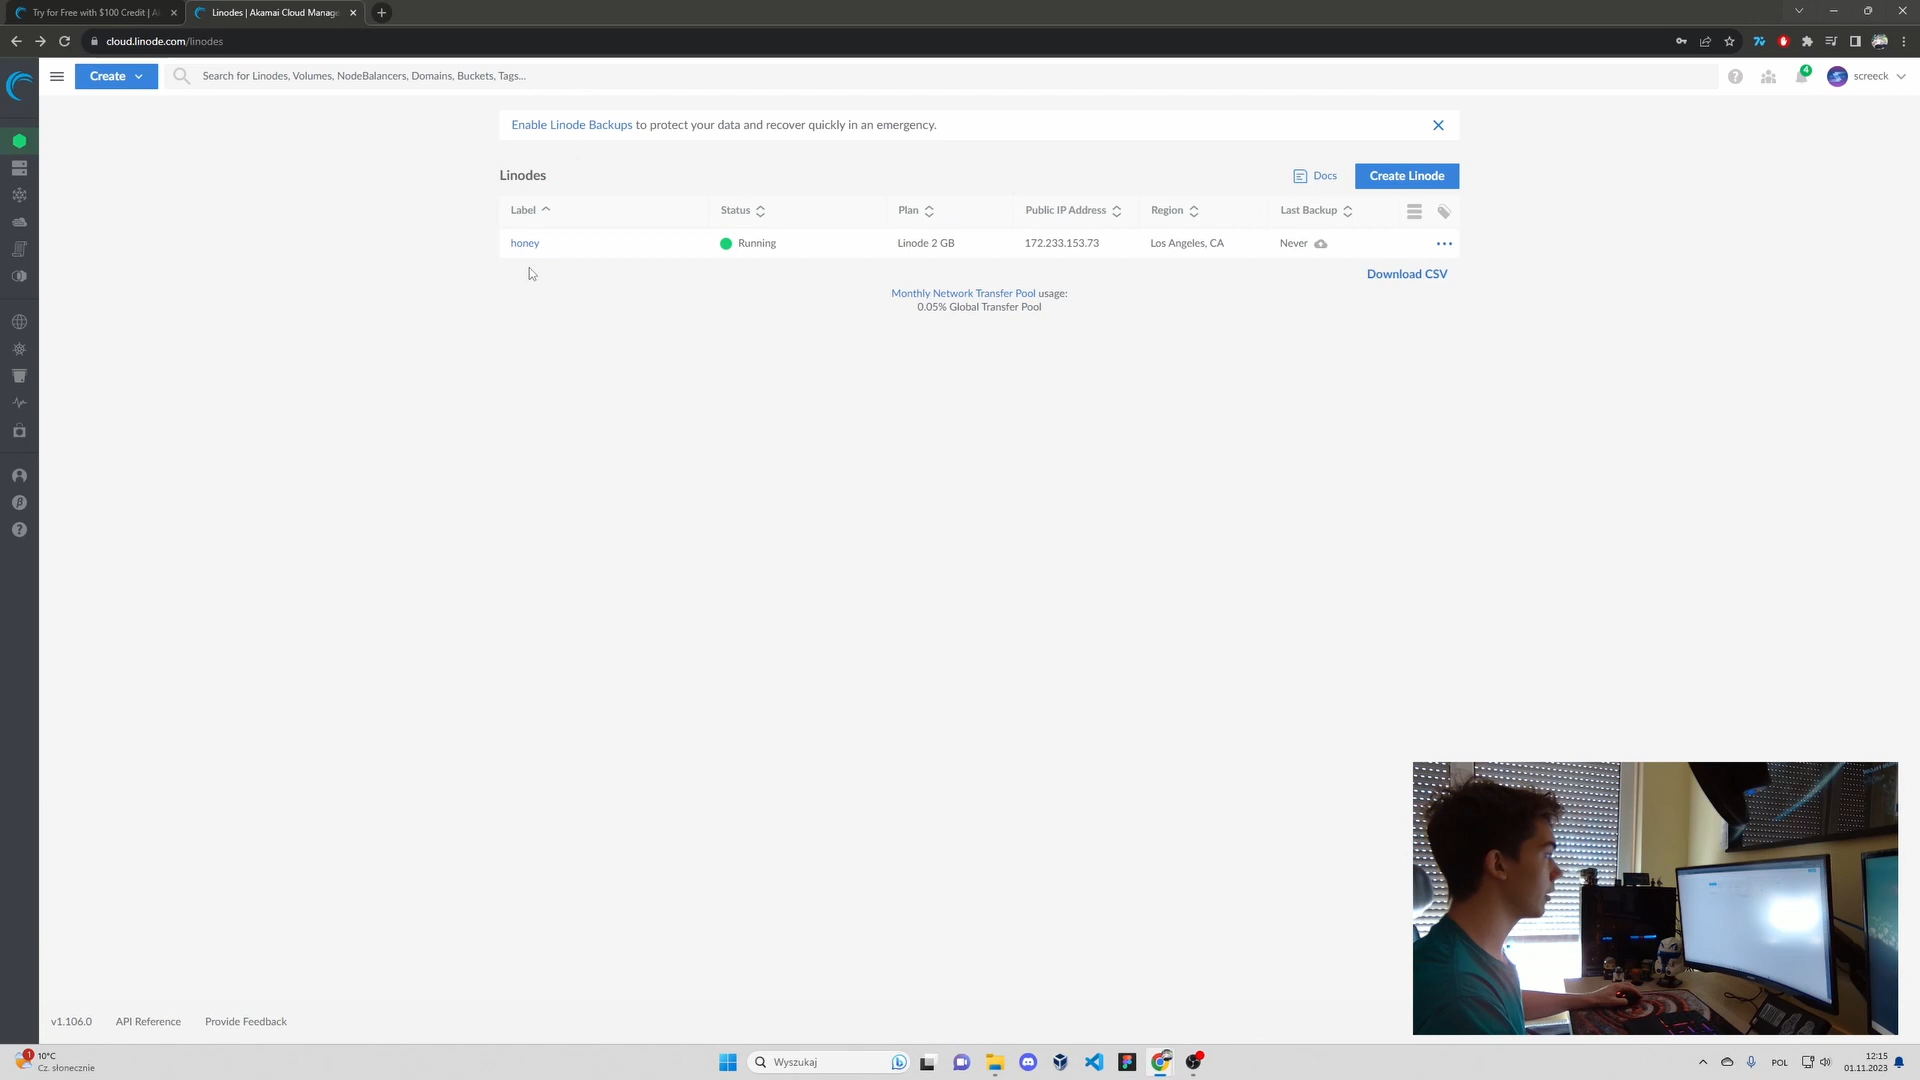 Try for Free with $100 Credit | A
Linodes | Akamai Cloud Manage
cloud.linode.com/linodes
Create
Search for Linodes, Volumes, NodeBalancers, Domains, Buckets, Tags...
4
screeck
Enable Linode Backups to protect your data and recover quickly in an emergency.
Linodes
Docs
Create Linode
Label
Status
Plan
Public IP Address
Region
Last Backup
honey
Running
Linode 2 GB
172.233.153.73
Los Angeles, CA
Never
Download CSV
Monthly Network Transfer Pool usage:
0.05% Global Transfer Pool
v1.106.0
API Reference
Provide Feedback
1
10°C
Cz. słonecznie
Wyszukaj
POL
12:15
01.11.2023